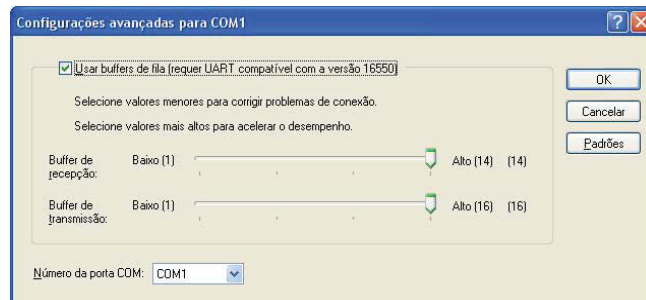 Configurações avançadas para COM1
Usar buffers de fila (requer UART compatível com a versão 16550)
OK
Selecione valores menores para corrigir problemas de conexão.
Cancelar
Selecione valores mais altos para acelerar o desempenho.
Padrões
Buffer de recepção: Baixo (1) Alto (14) (14)
Buffer de transmissão: Baixo (1) Alto (16) (16)
Número da porta COM: COM1